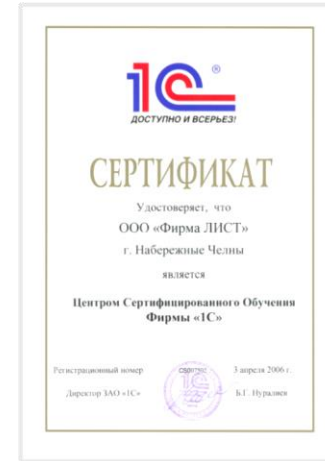 1С®
ДОСТУПНО И ВСЕРЬЕЗ!
СЕРТИФИКАТ
Удостоверяет, что
ООО «Фирма ЛИСТ»
г. Набережные Челны
является
Центром Сертифицированного Обучения
Фирмы «1С»
Регистрационный номер
3 апреля 2006 г.
Директор ЗАО «1С»
Б.Г. Нуралиев